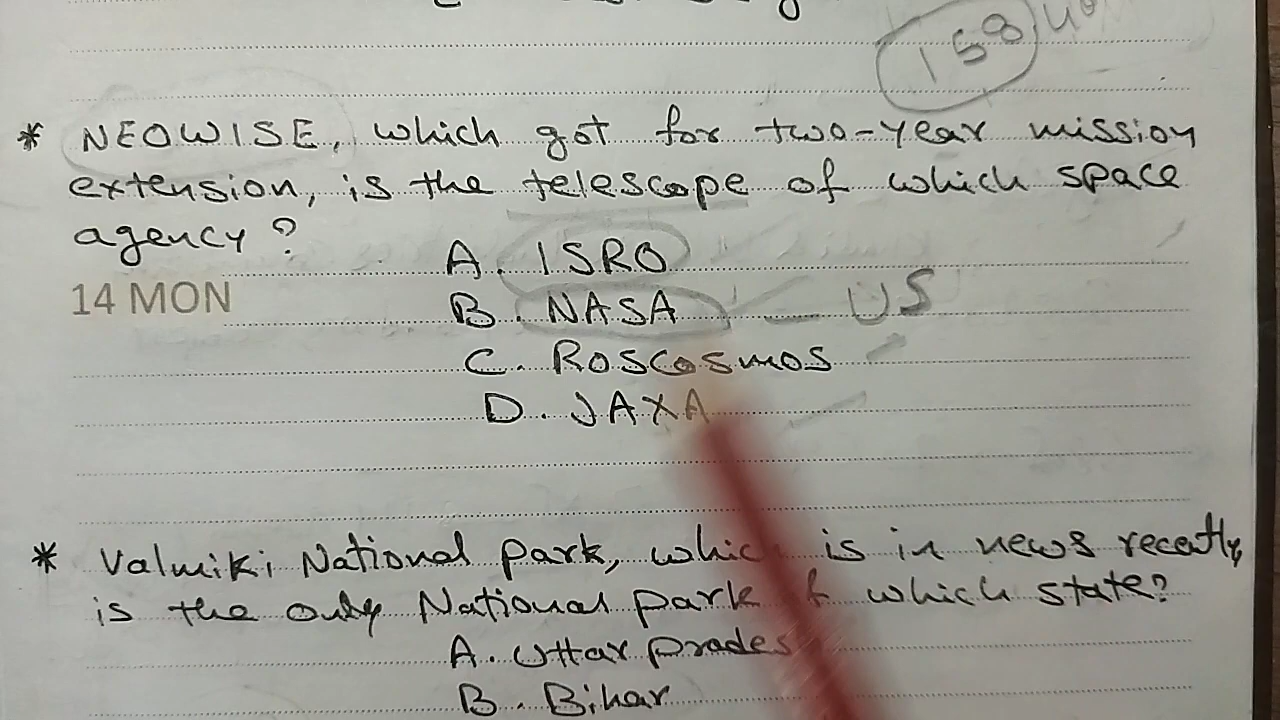 158
* NEOWISE, which got for two-year mission
extension, is the telescope of which space
agency?
A. ISRO
14 MON
B. NASA — US
C. Roscosmos
D. JAXA
* Valmiki National park, which is in news recently
is the only National park of which state?
A. Uttar Prades
B. Bihar